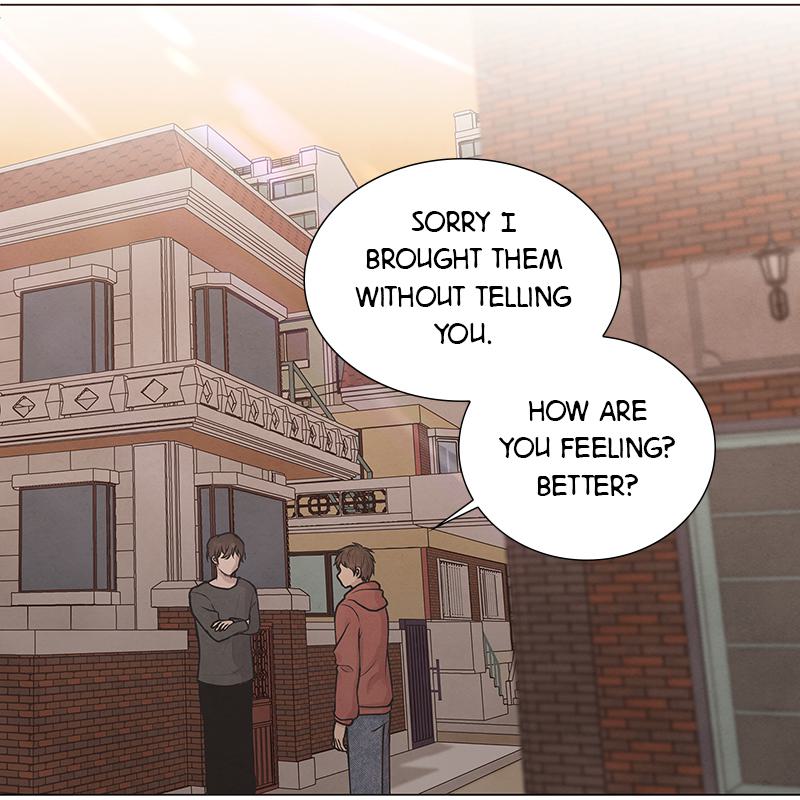 SORRY I
BROUGHT THEM
WITHOUT TELLING
YOU.
HOW ARE
YOU FEELING?
BETTER?